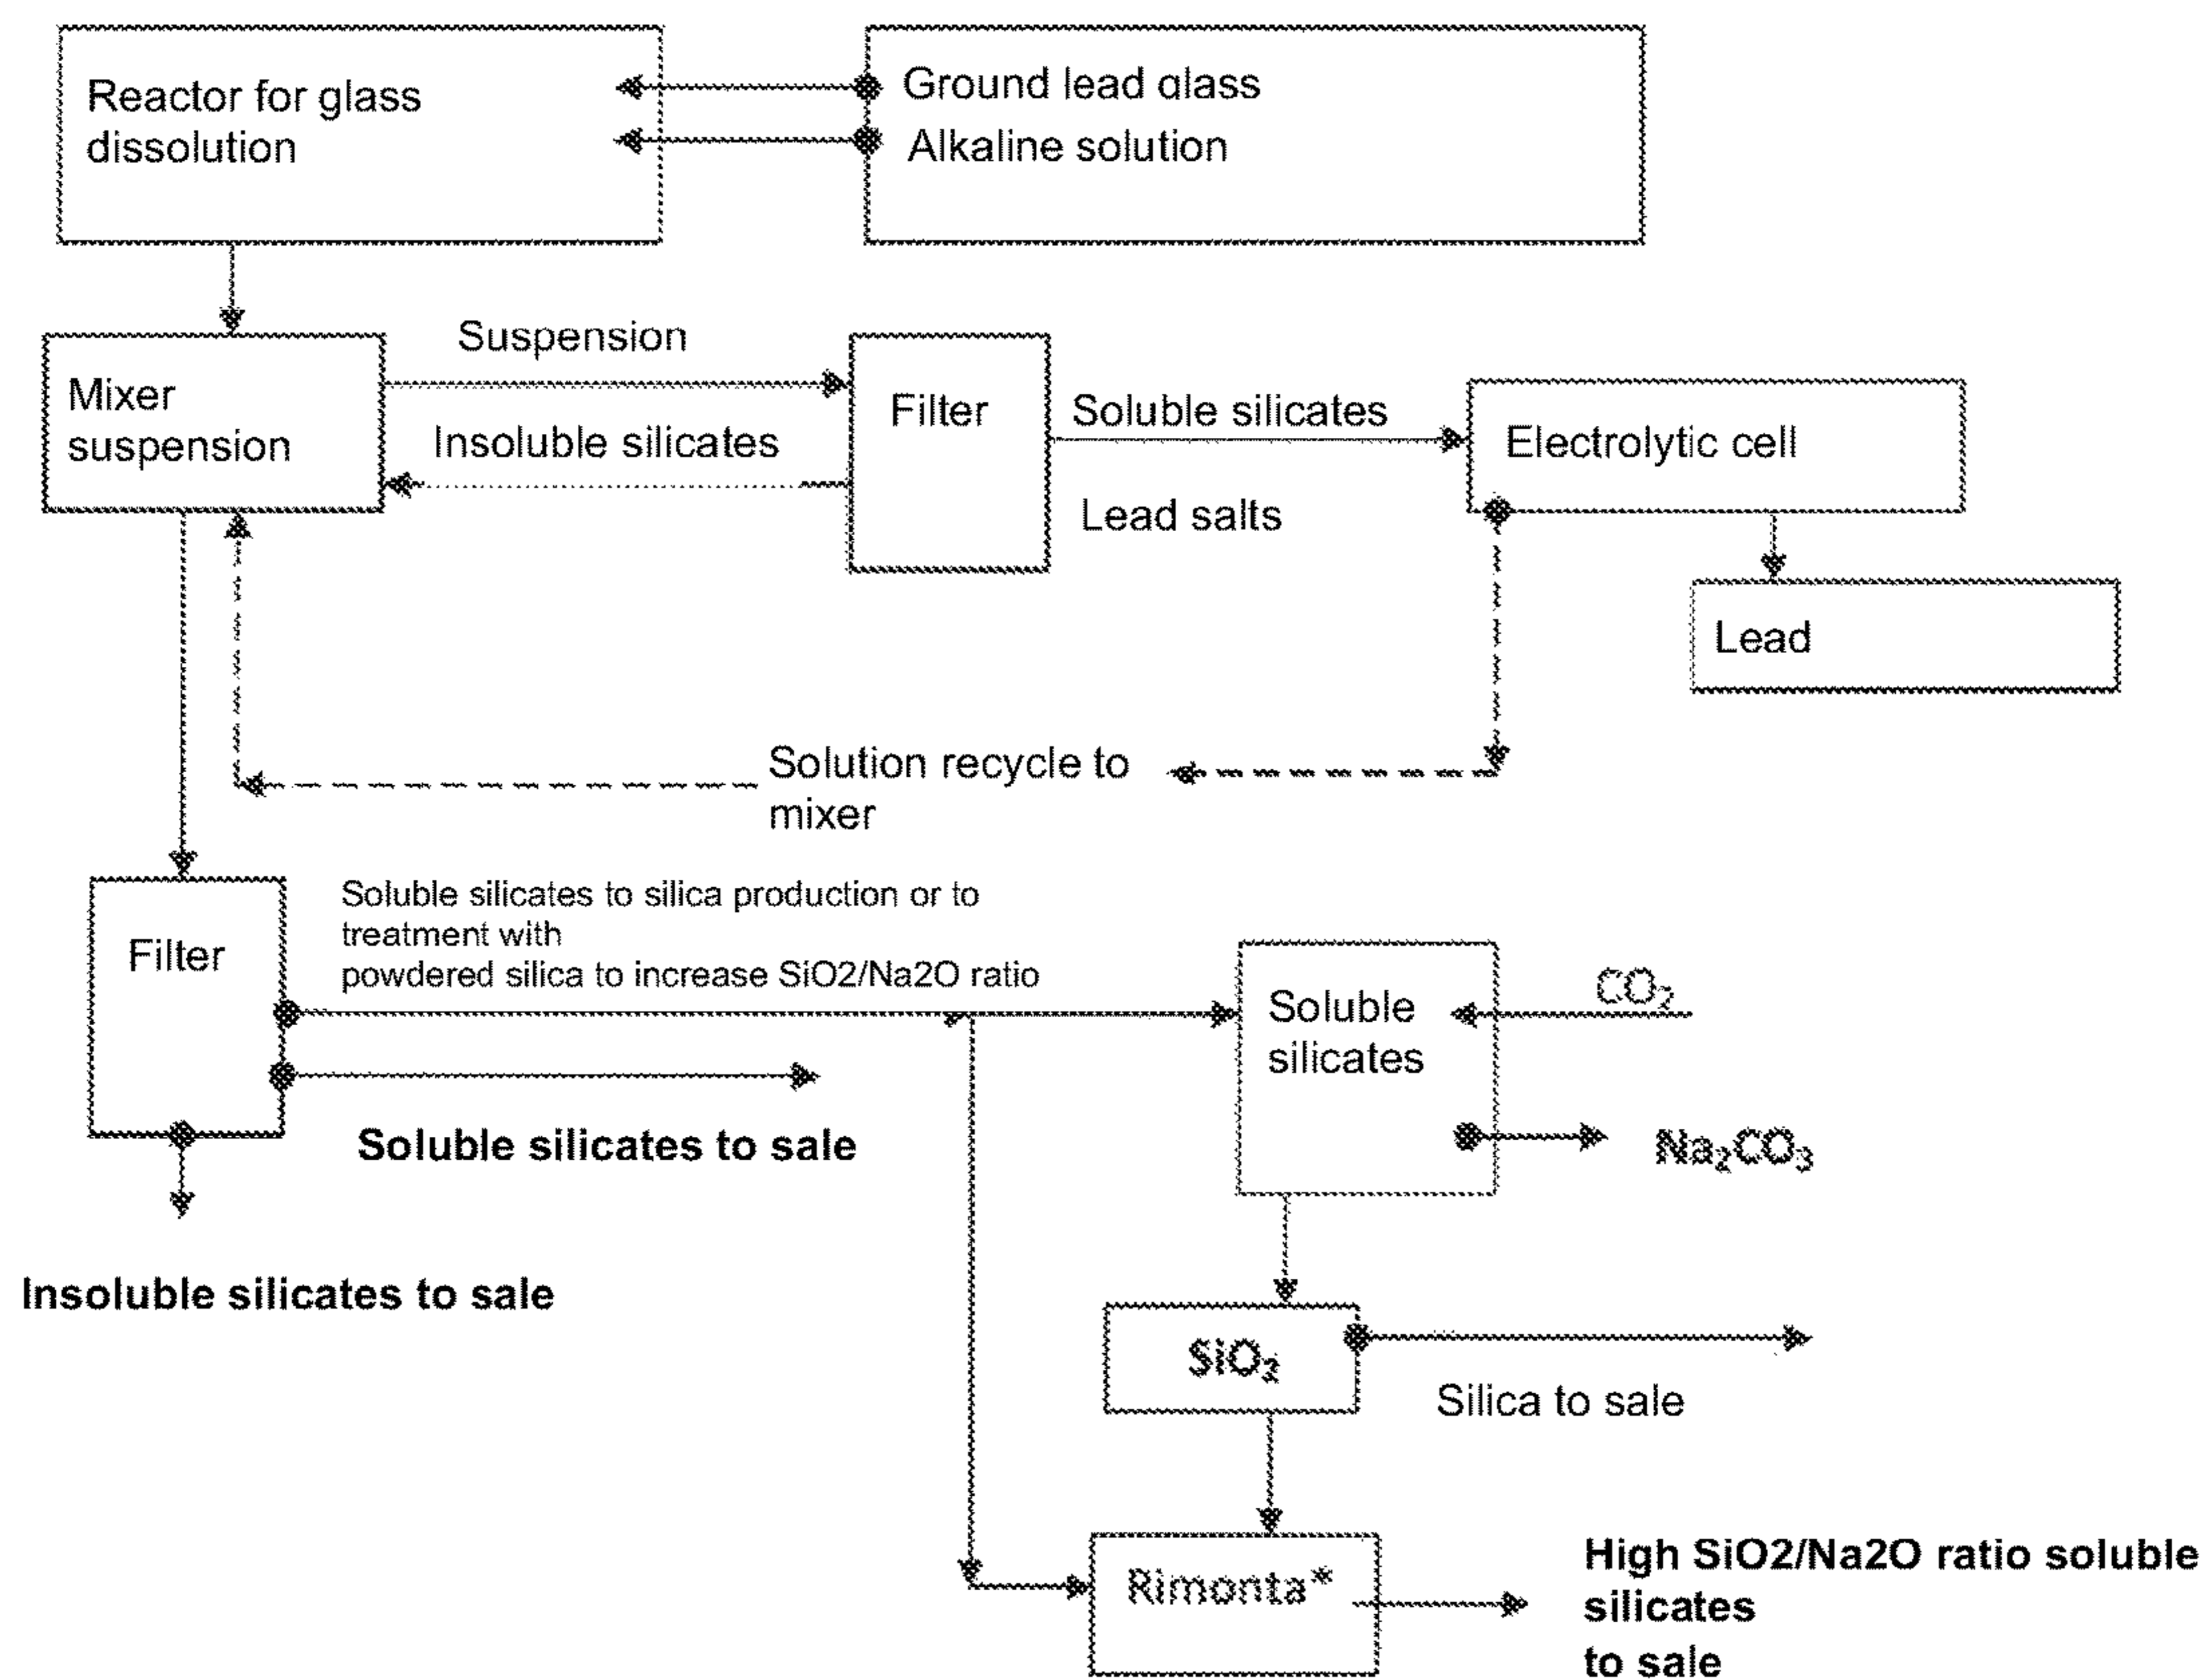 Reactor for glass
dissolution
Ground lead glass
Alkaline solution
Suspension
Mixer
suspension
Insoluble silicates
Filter
Soluble silicates
Lead salts
Electrolytic cell
Lead
Solution recycle to
mixer
Filter
Soluble silicates to silica production or to
treatment with
powdered silica to increase SiO2/Na2O ratio
Soluble
silicates
CO₂
Na₂CO₃
Soluble silicates to sale
Insoluble silicates to sale
SiO₂
Silica to sale
Rimonta*
High SiO2/Na2O ratio soluble
silicates
to sale